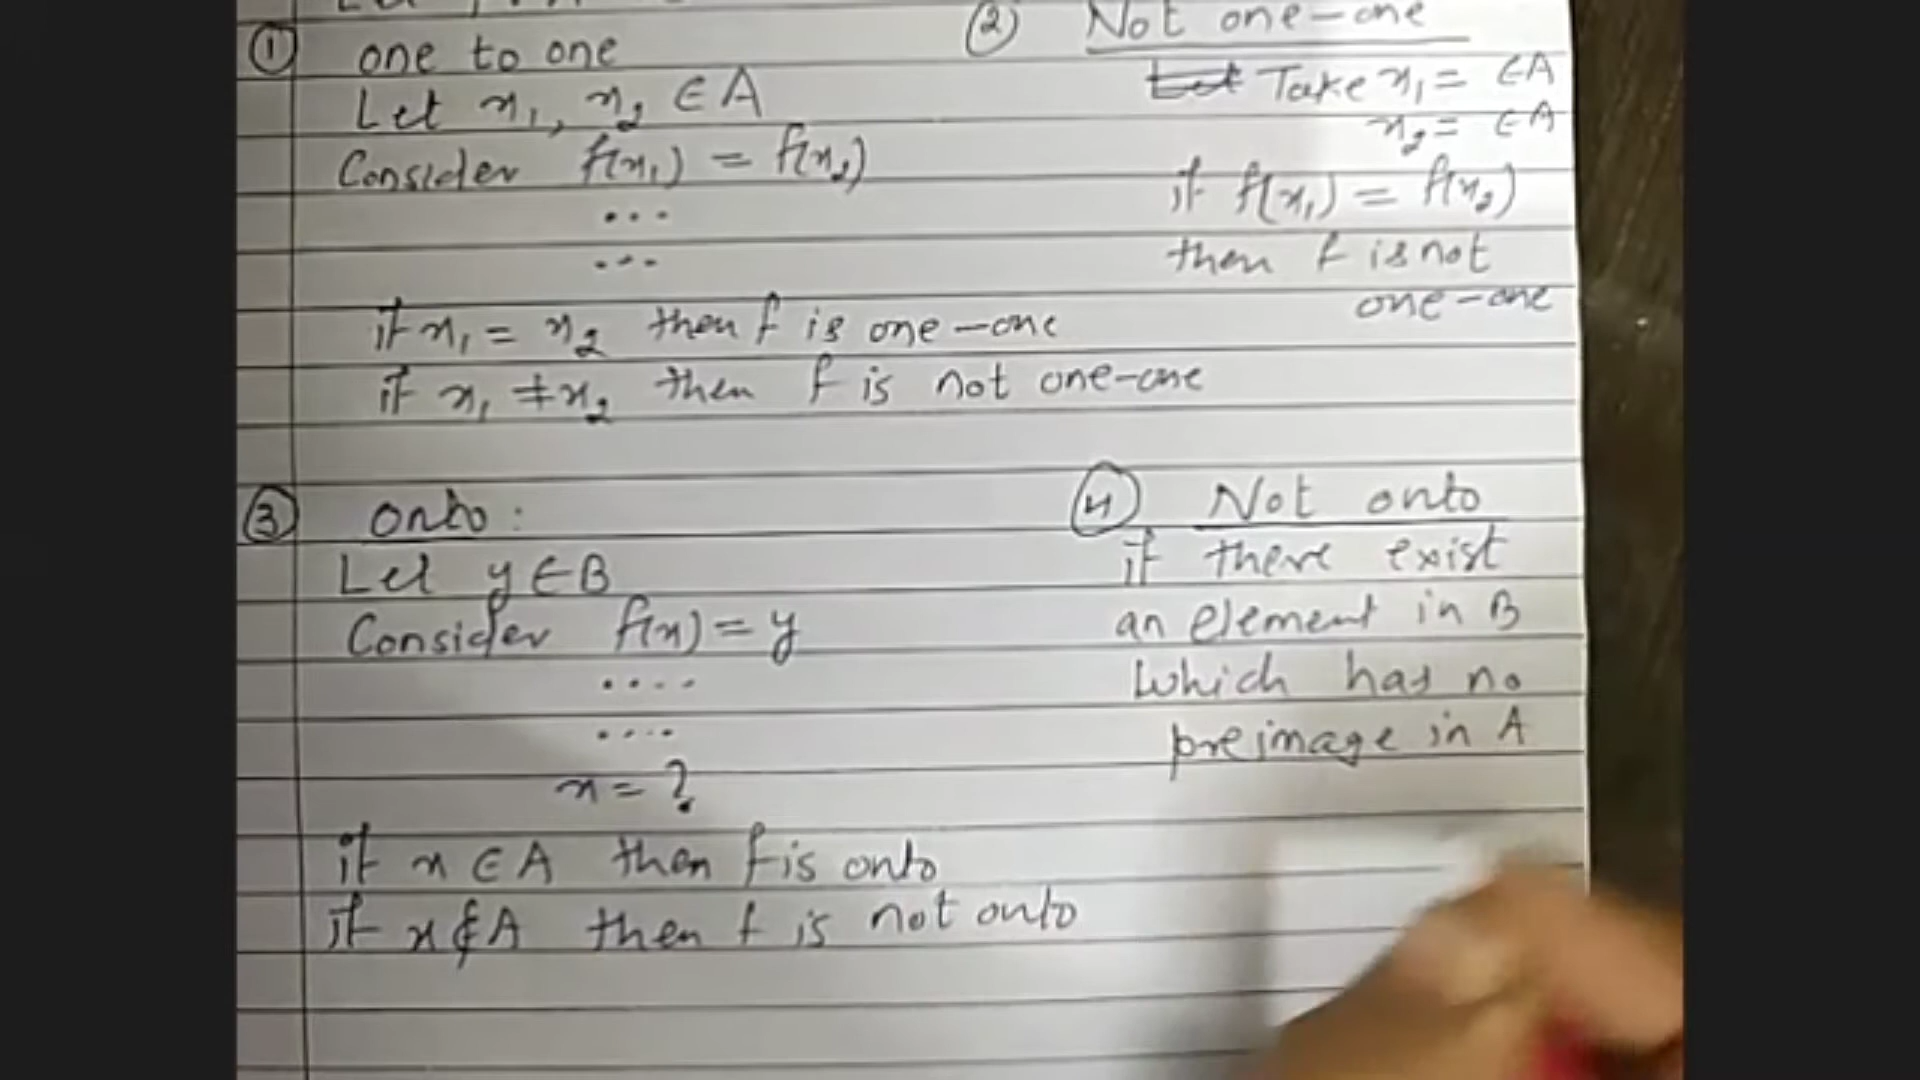 ① one to one
Let x₁, x₂ ∈ A
Consider f(x₁) = f(x₂)
...
...
if x₁ = x₂ then f is one-one
if x₁ ≠ x₂ then f is not one-one
② Not one-one
Take x₁ = ∈A
x₂ = ∈A
if f(x₁) = f(x₂)
then f is not
one-one
③ onto:
Let y∈B
Consider f(x) = y
....
....
x = ?
if x ∈ A then f is onto
if x ∉ A then f is not onto
④ Not onto
if there exist
an element in B
which has no
preimage in A